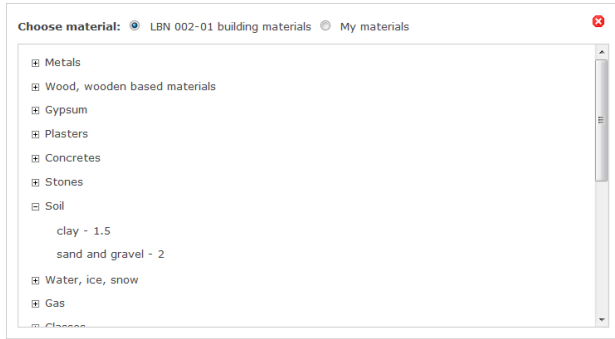 Choose material: LBN 002-01 building materials My materials
Metals
Wood, wooden based materials
Gypsum
Plasters
Concretes
Stones
Soil
clay - 1.5
sand and gravel - 2
Water, ice, snow
Gas